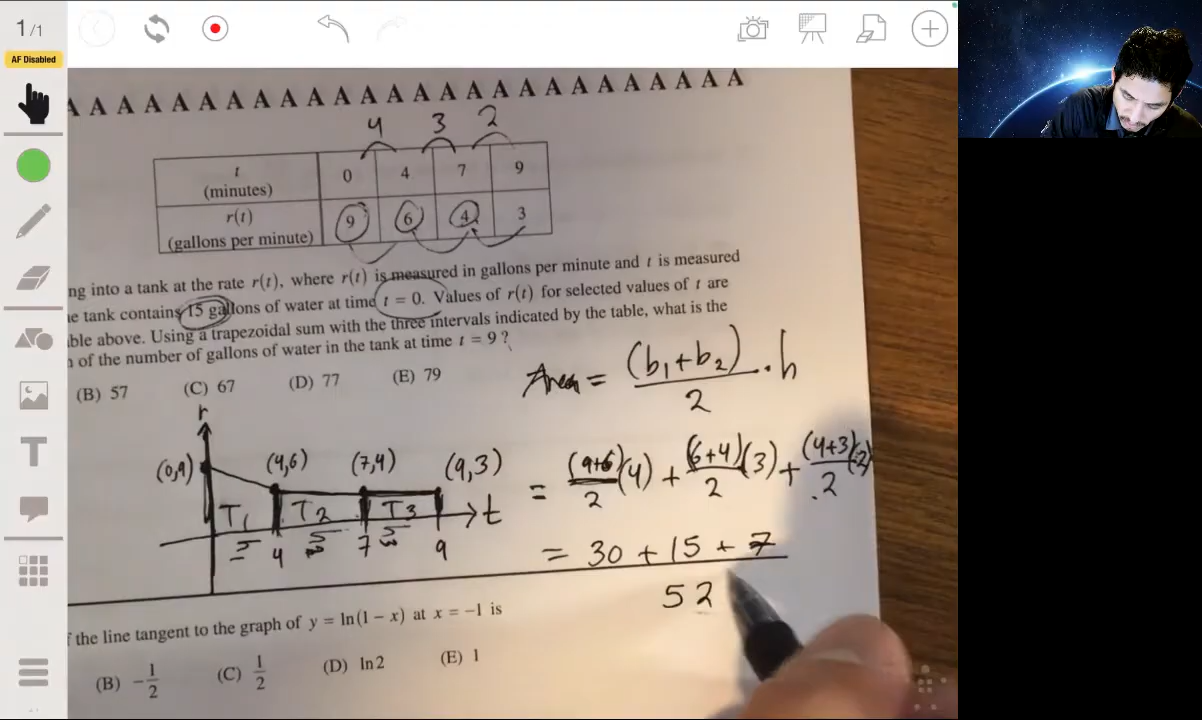 1/1
AF Disabled
A A A A A A A A A A A A A A A A A A A A A A A A A
4 3 2
t (minutes) 0 4 7 9
r(t) (gallons per minute) 9 6 4 3
ng into a tank at the rate r(t), where r(t) is measured in gallons per minute and t is measured
e tank contains 15 gallons of water at time t = 0. Values of r(t) for selected values of t are
ble above. Using a trapezoidal sum with the three intervals indicated by the table, what is the
n of the number of gallons of water in the tank at time t = 9 ?
(B) 57 (C) 67 (D) 77 (E) 79
Area = (b₁+b₂)/2 · h
r
(0,9) (4,6) (7,4) (9,3)
T₁ T₂ T₃ t
4 7 9
= (9+6)/2 (4) + (6+4)/2 (3) + (4+3)/2 (2)
= 30 + 15 + 7
52
f the line tangent to the graph of y = ln(1 − x) at x = −1 is
(B) −1/2 (C) 1/2 (D) ln 2 (E) 1
T